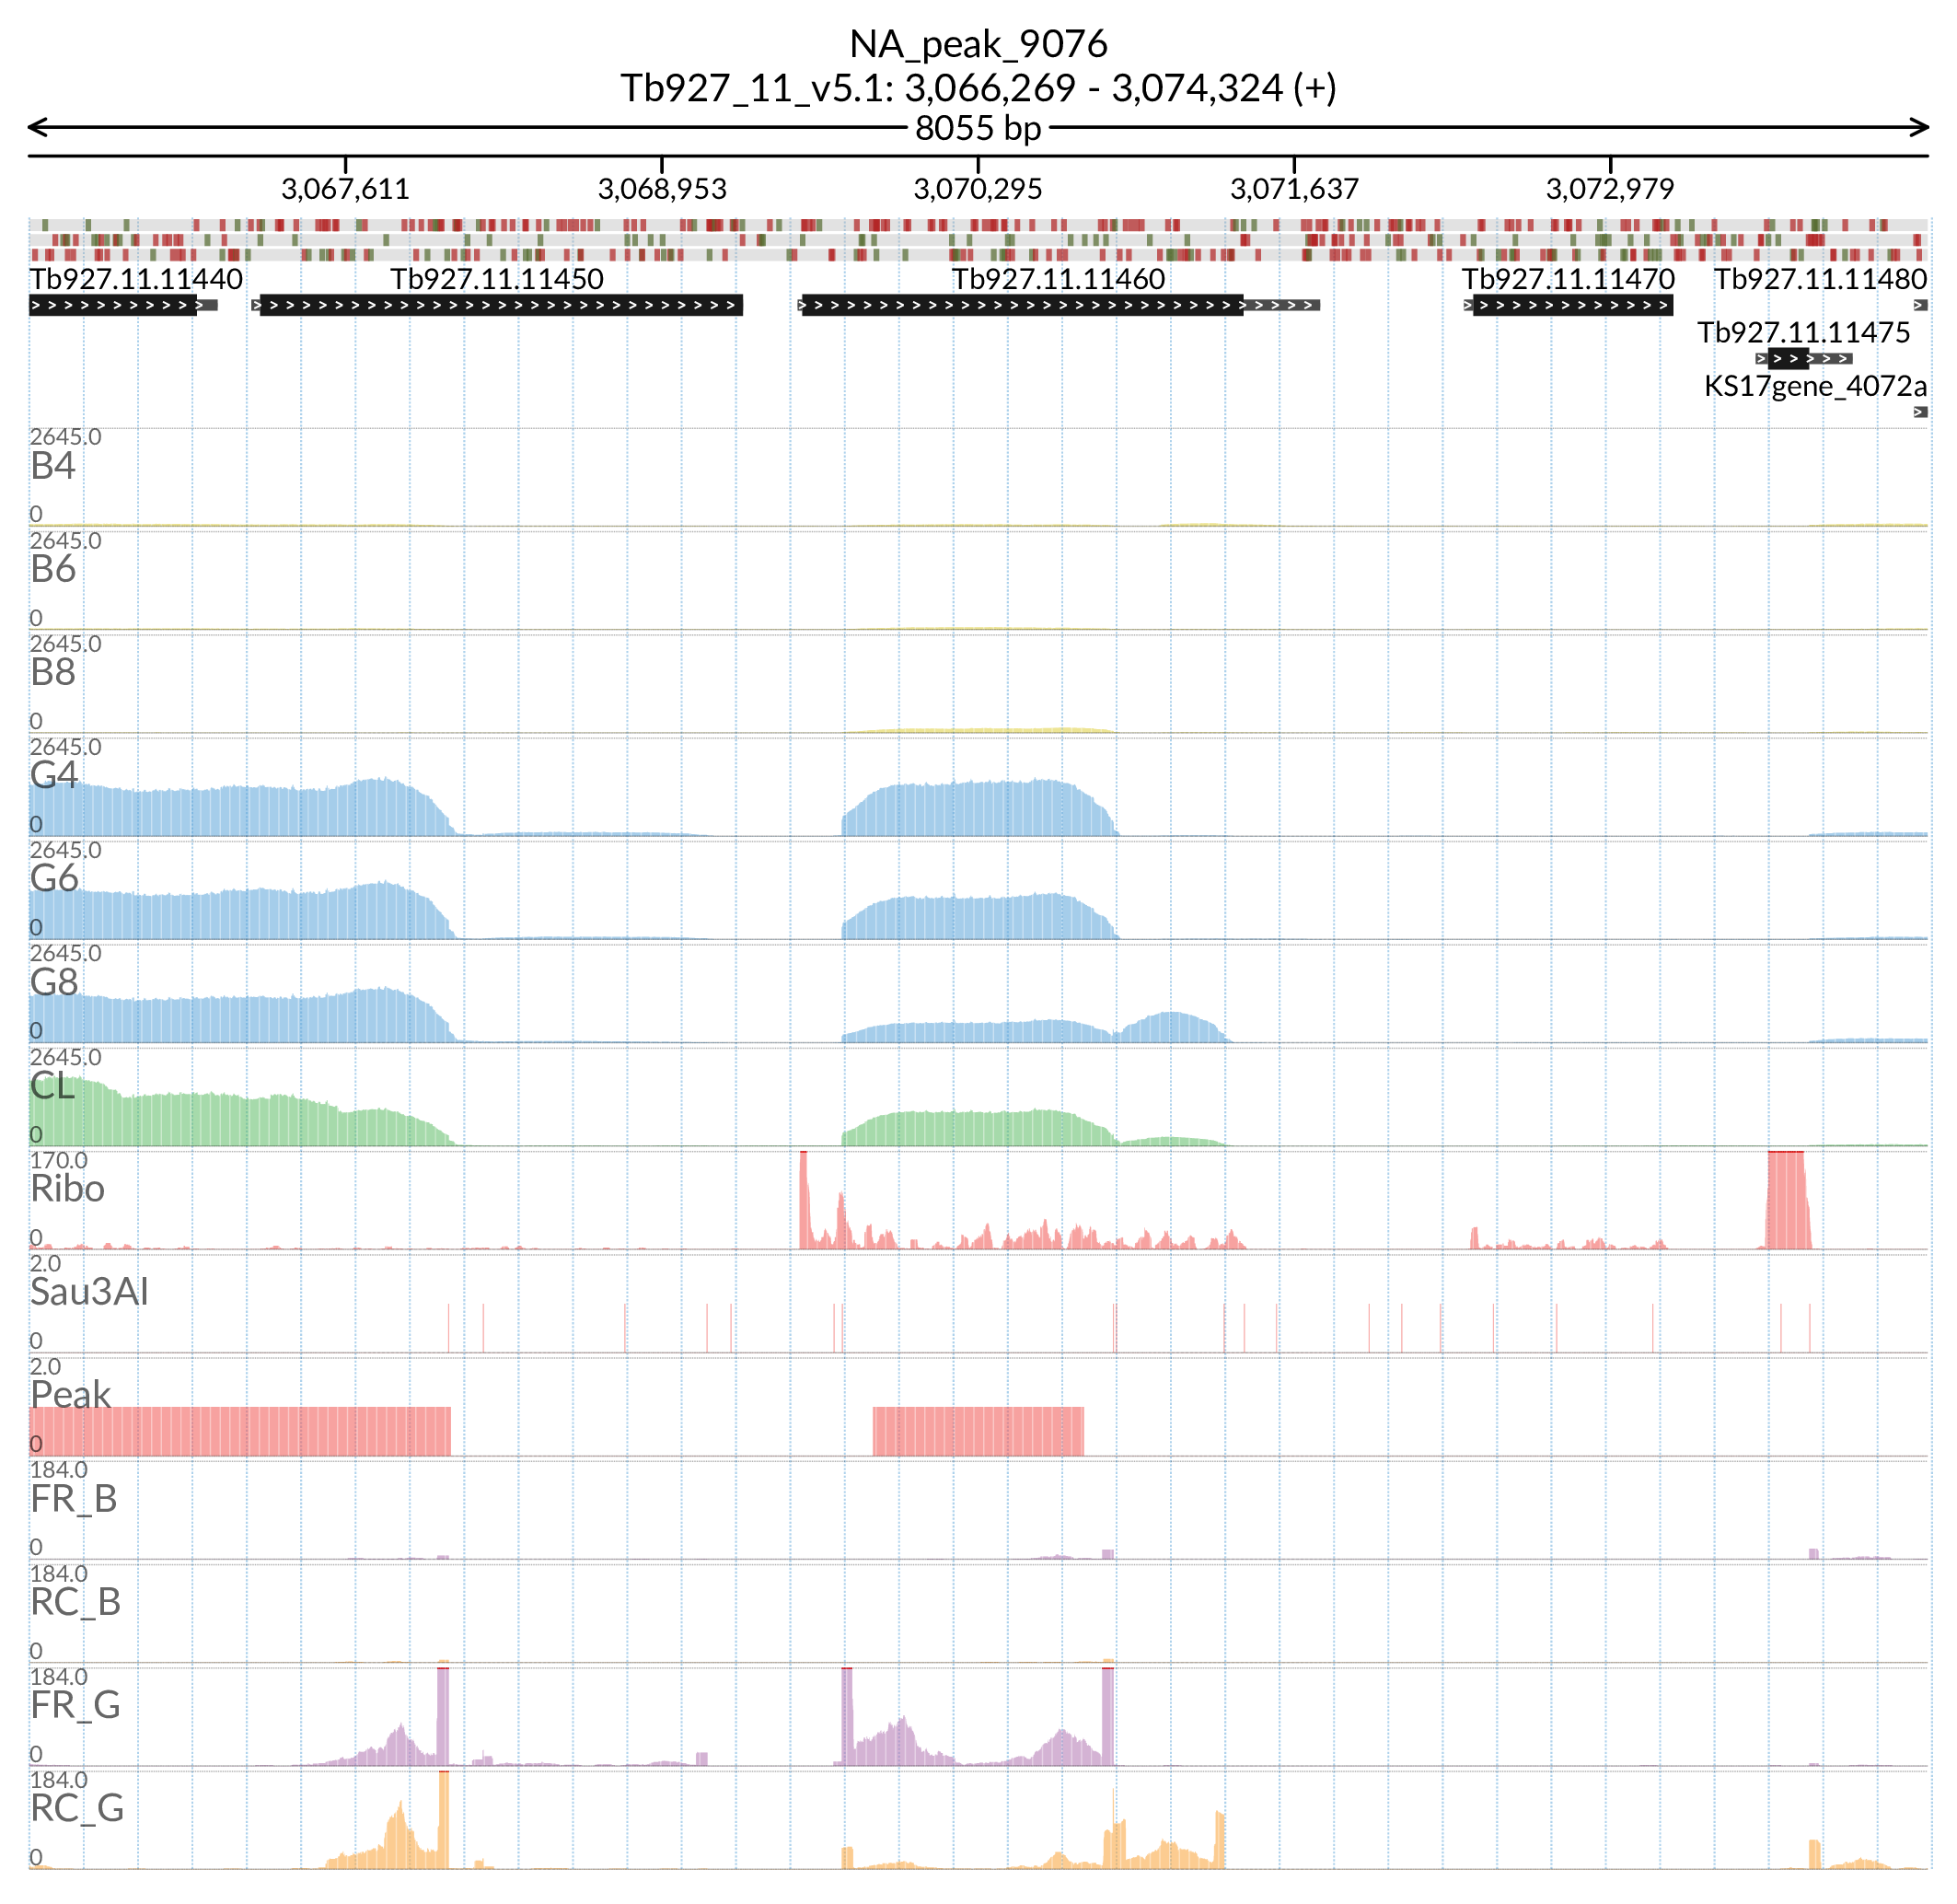 NA_peak_9076
Tb927_11_v5.1: 3,066,269 - 3,074,324 (+)
8055 bp
3,067,611 3,068,953 3,070,295 3,071,637 3,072,979
Tb927.11.11440 Tb927.11.11450 Tb927.11.11460 Tb927.11.11470 Tb927.11.11480
Tb927.11.11475
KS17gene_4072a
2645.0
B4
0
2645.0
B6
0
2645.0
B8
0
2645.0
G4
0
2645.0
G6
0
2645.0
G8
0
2645.0
CL
0
170.0
Ribo
0
2.0
Sau3AI
0
2.0
Peak
0
184.0
FR_B
0
184.0
RC_B
0
184.0
FR_G
0
184.0
RC_G
0